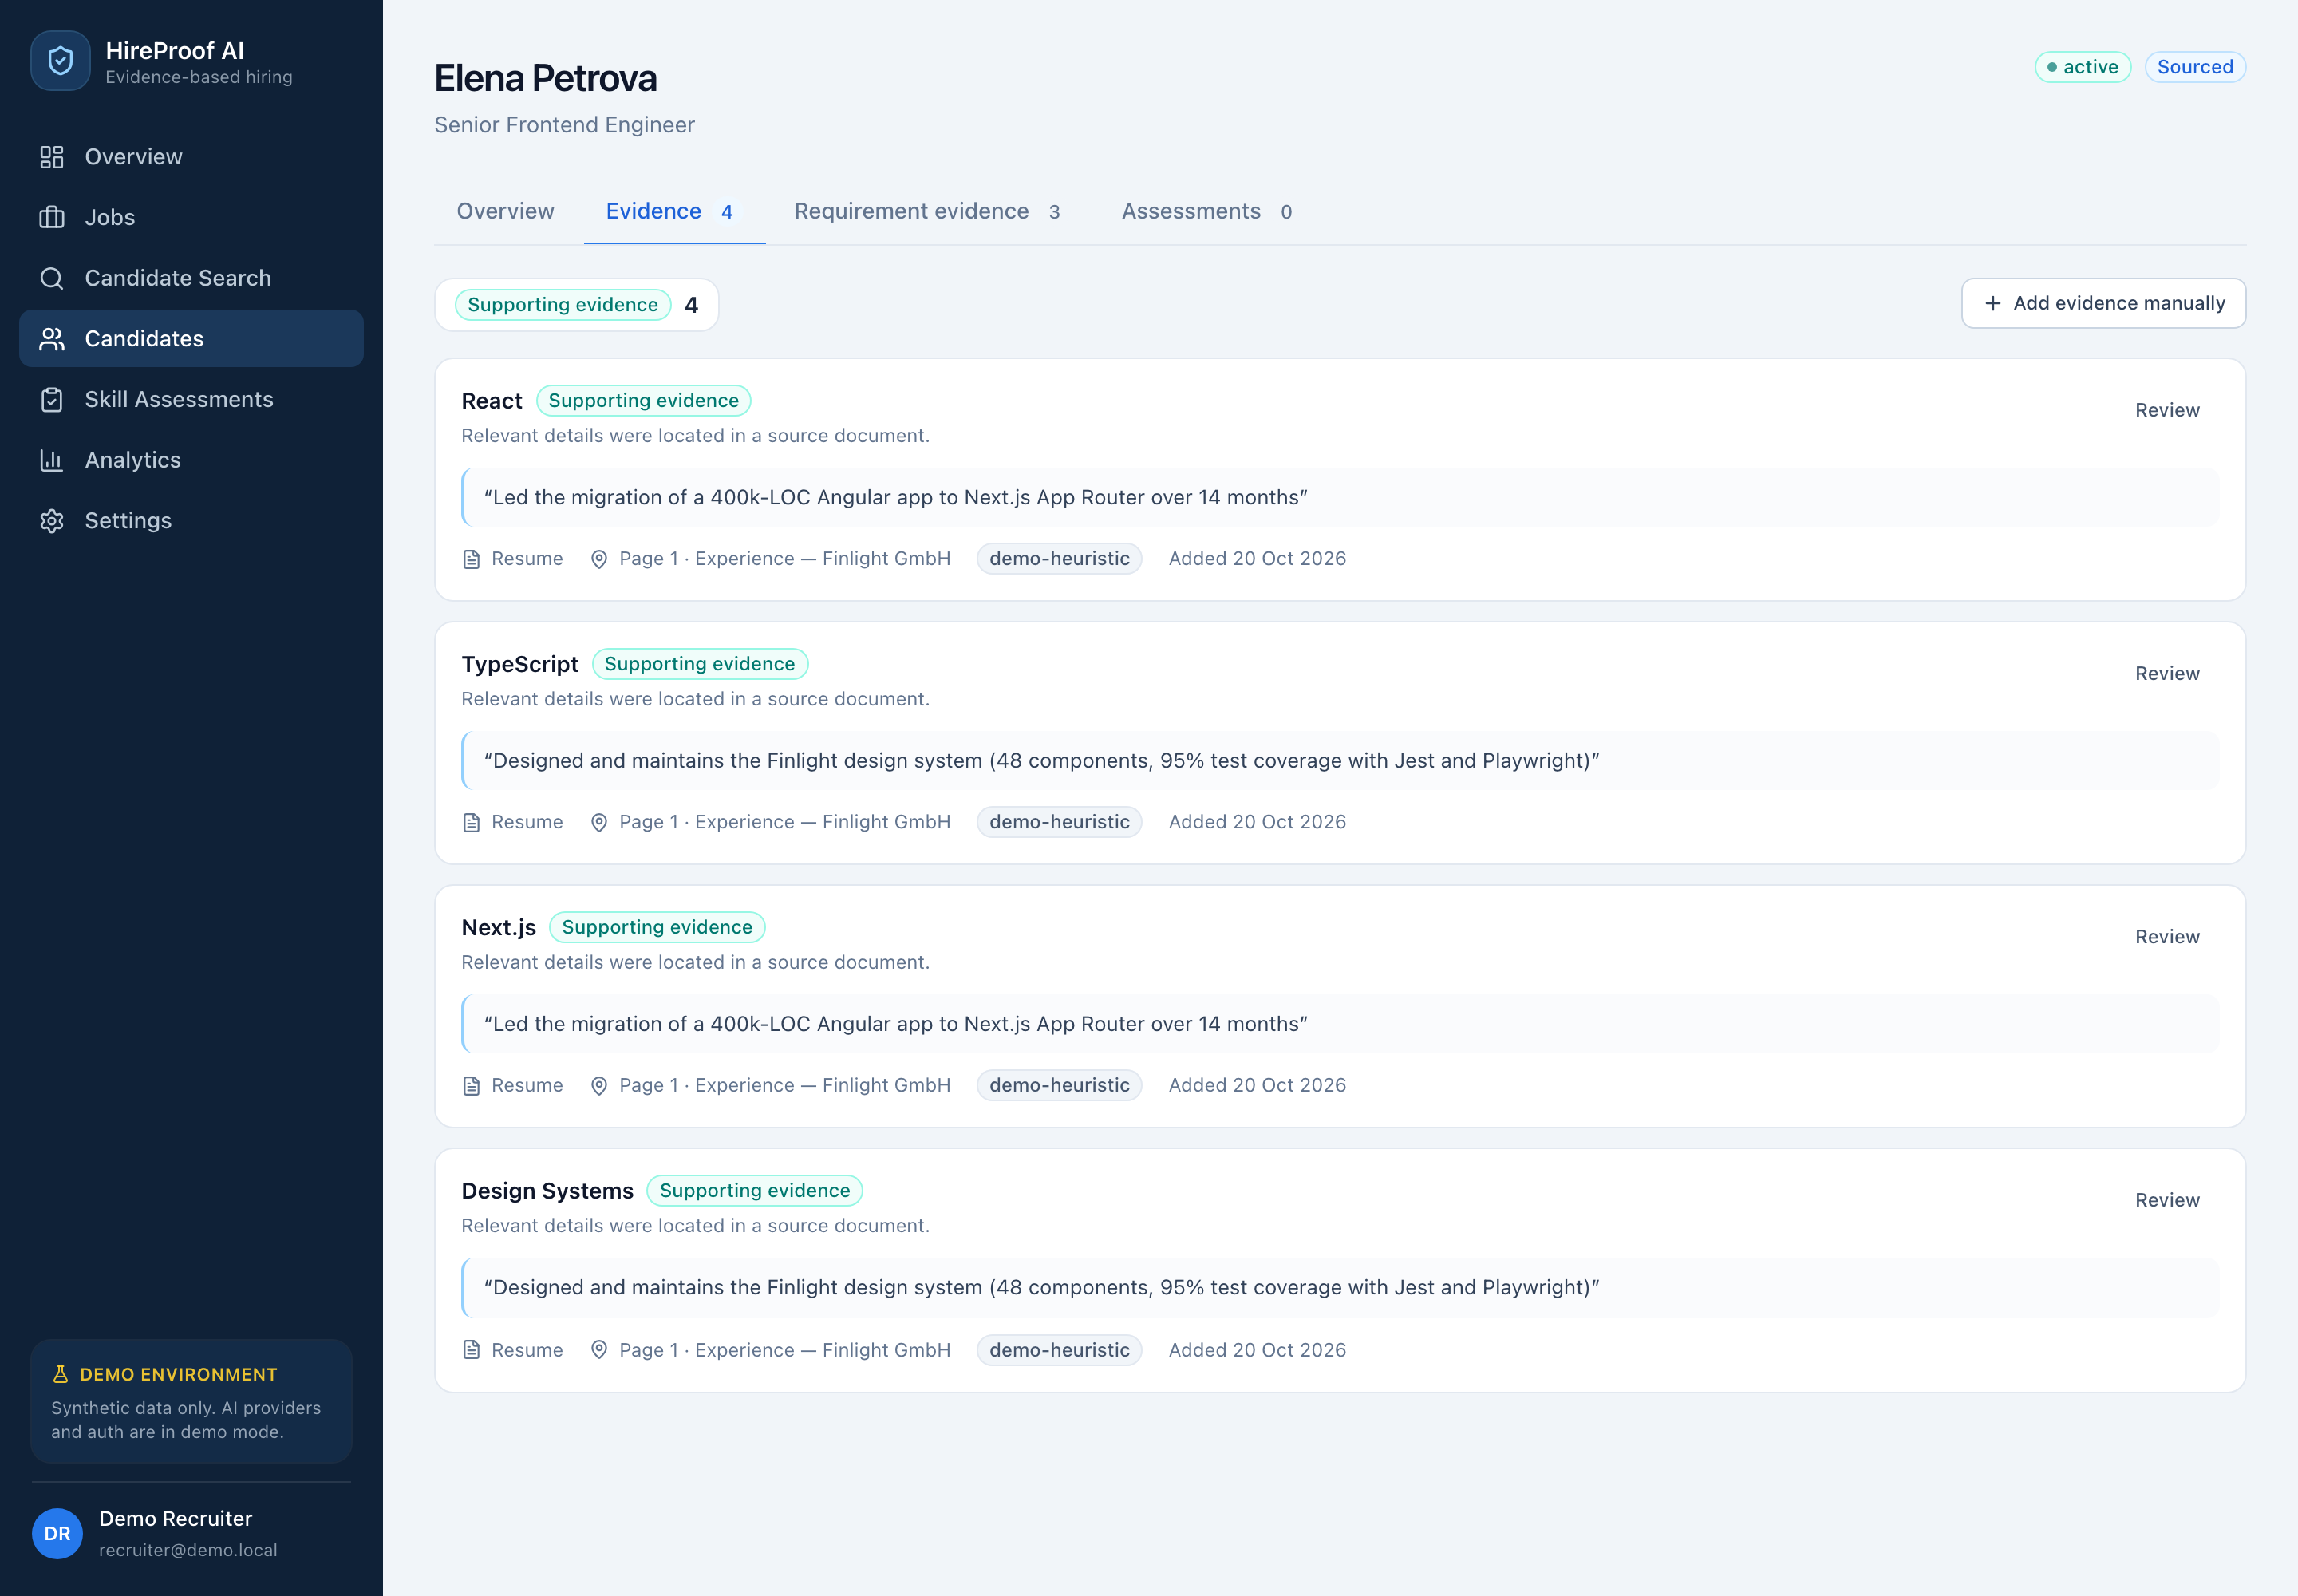 HireProof AI
Evidence-based hiring
Overview
Jobs
Candidate Search
Candidates
Skill Assessments
Analytics
Settings
DEMO ENVIRONMENT
Synthetic data only. AI providers
and auth are in demo mode.
DR
Demo Recruiter
recruiter@demo.local
Elena Petrova
active
Sourced
Senior Frontend Engineer
Overview
Evidence 4
Requirement evidence 3
Assessments 0
Supporting evidence 4
+ Add evidence manually
React Supporting evidence
Review
Relevant details were located in a source document.
“Led the migration of a 400k-LOC Angular app to Next.js App Router over 14 months”
Resume Page 1 · Experience — Finlight GmbH demo-heuristic Added 20 Oct 2026
TypeScript Supporting evidence
Review
Relevant details were located in a source document.
“Designed and maintains the Finlight design system (48 components, 95% test coverage with Jest and Playwright)”
Resume Page 1 · Experience — Finlight GmbH demo-heuristic Added 20 Oct 2026
Next.js Supporting evidence
Review
Relevant details were located in a source document.
“Led the migration of a 400k-LOC Angular app to Next.js App Router over 14 months”
Resume Page 1 · Experience — Finlight GmbH demo-heuristic Added 20 Oct 2026
Design Systems Supporting evidence
Review
Relevant details were located in a source document.
“Designed and maintains the Finlight design system (48 components, 95% test coverage with Jest and Playwright)”
Resume Page 1 · Experience — Finlight GmbH demo-heuristic Added 20 Oct 2026